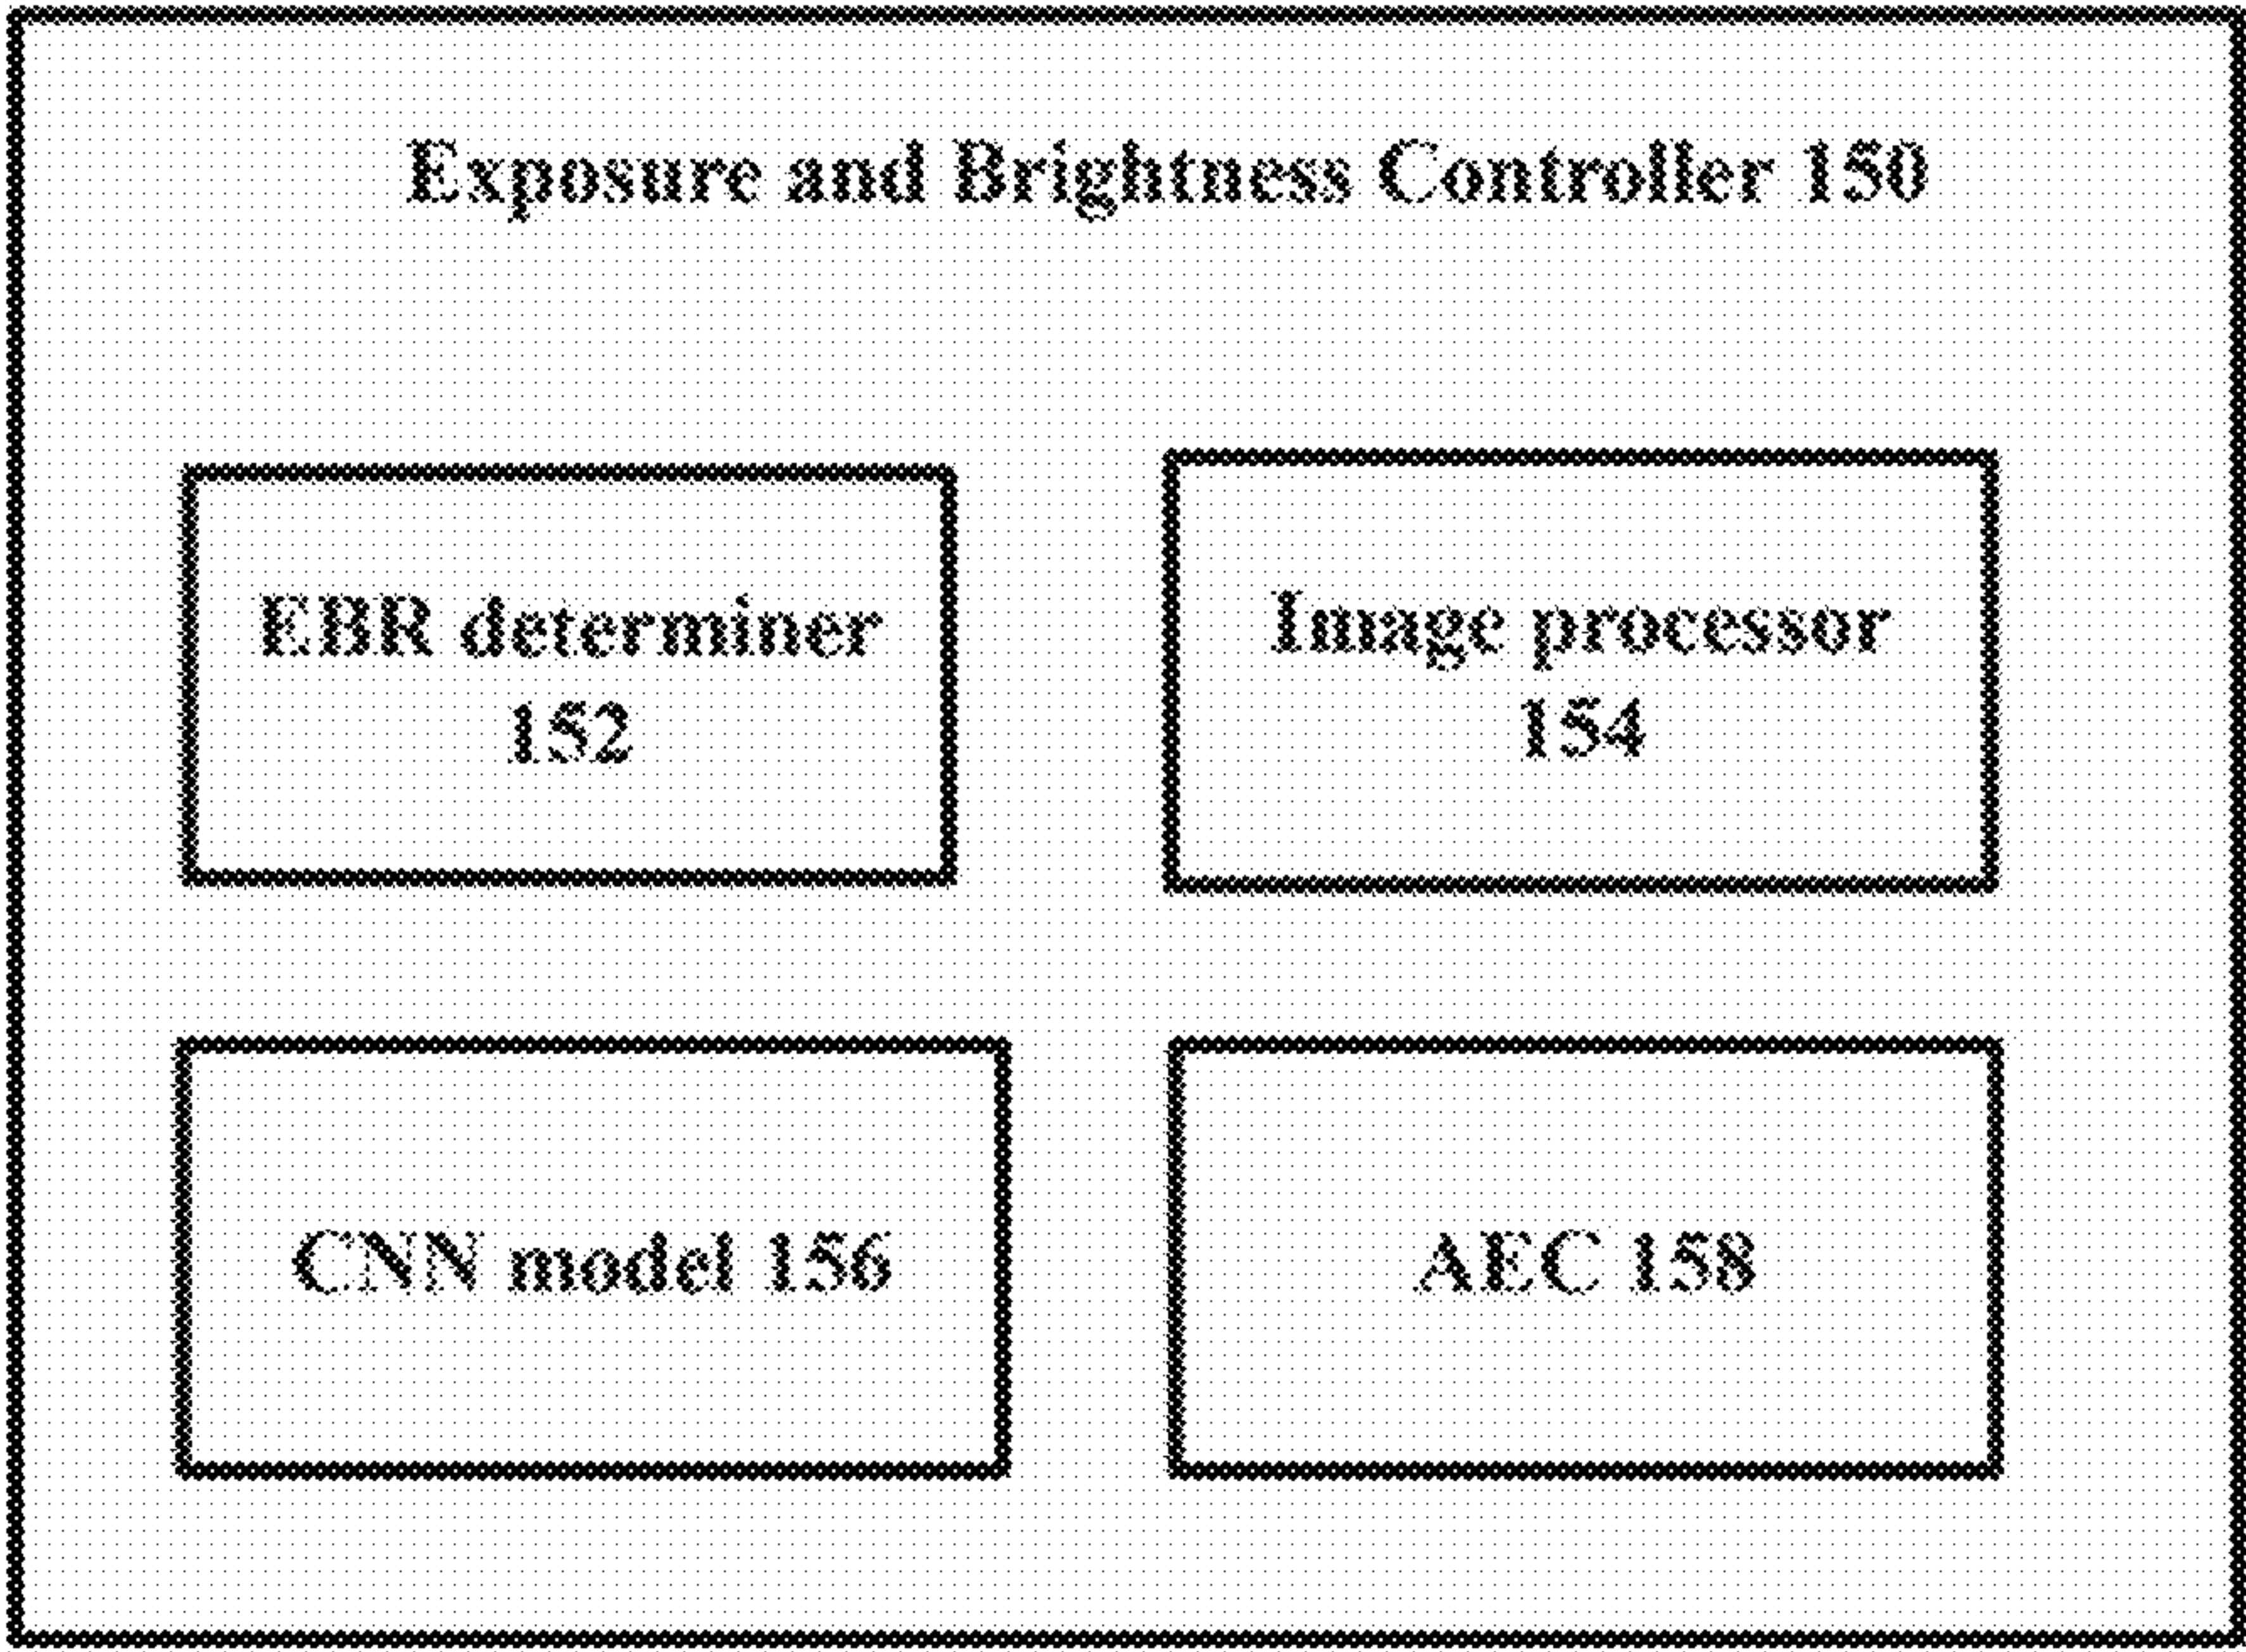 Exposure and Brightness Controller 150
EBR determiner
152
Image processor
154
CNN model 156
AEC 158